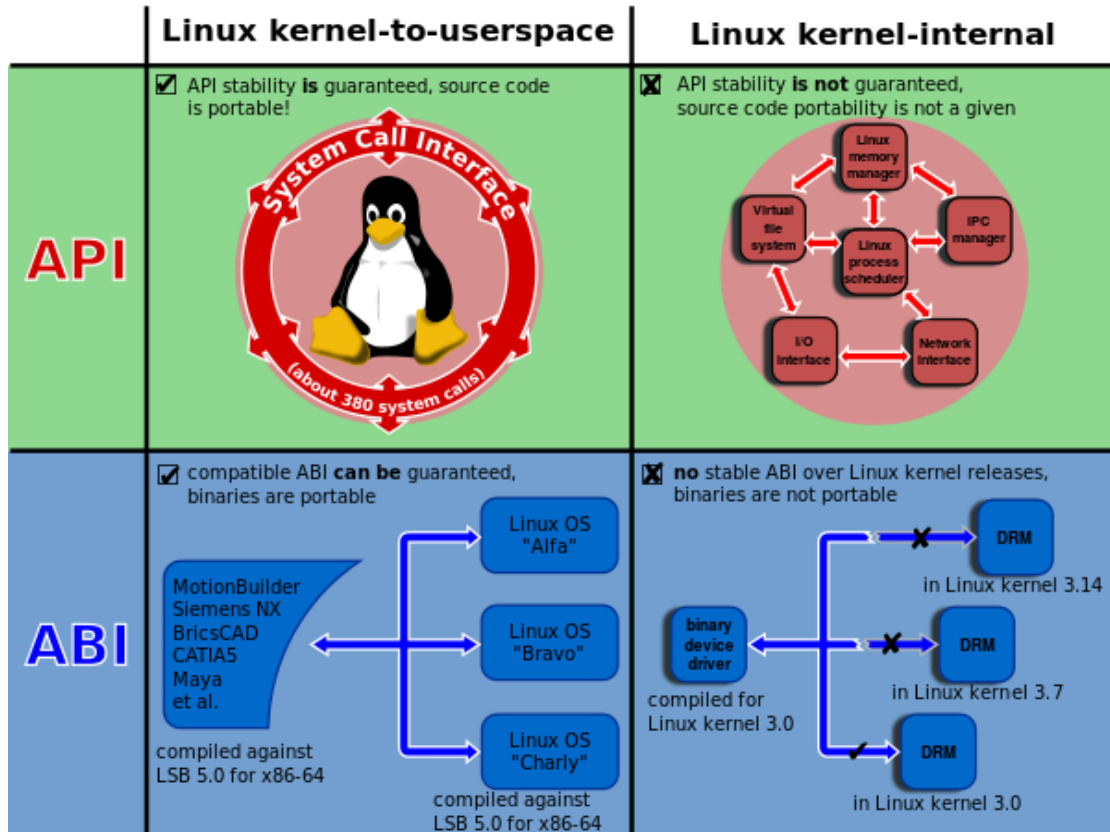 Linux kernel-to-userspace
Linux kernel-internal
API
API stability is guaranteed, source code
is portable!
System Call Interface
(about 380 system calls)
API stability is not guaranteed,
source code portability is not a given
Linux
memory
manager
Virtual
file
system
IPC
manager
Linux
process
scheduler
I/O
interface
Network
interface
ABI
compatible ABI can be guaranteed,
binaries are portable
MotionBuilder
Siemens NX
BricsCAD
CATIA5
Maya
et al.
compiled against
LSB 5.0 for x86-64
Linux OS
"Alfa"
Linux OS
"Bravo"
Linux OS
"Charly"
compiled against
LSB 5.0 for x86-64
no stable ABI over Linux kernel releases,
binaries are not portable
binary
device
driver
compiled for
Linux kernel 3.0
DRM
in Linux kernel 3.14
DRM
in Linux kernel 3.7
DRM
in Linux kernel 3.0